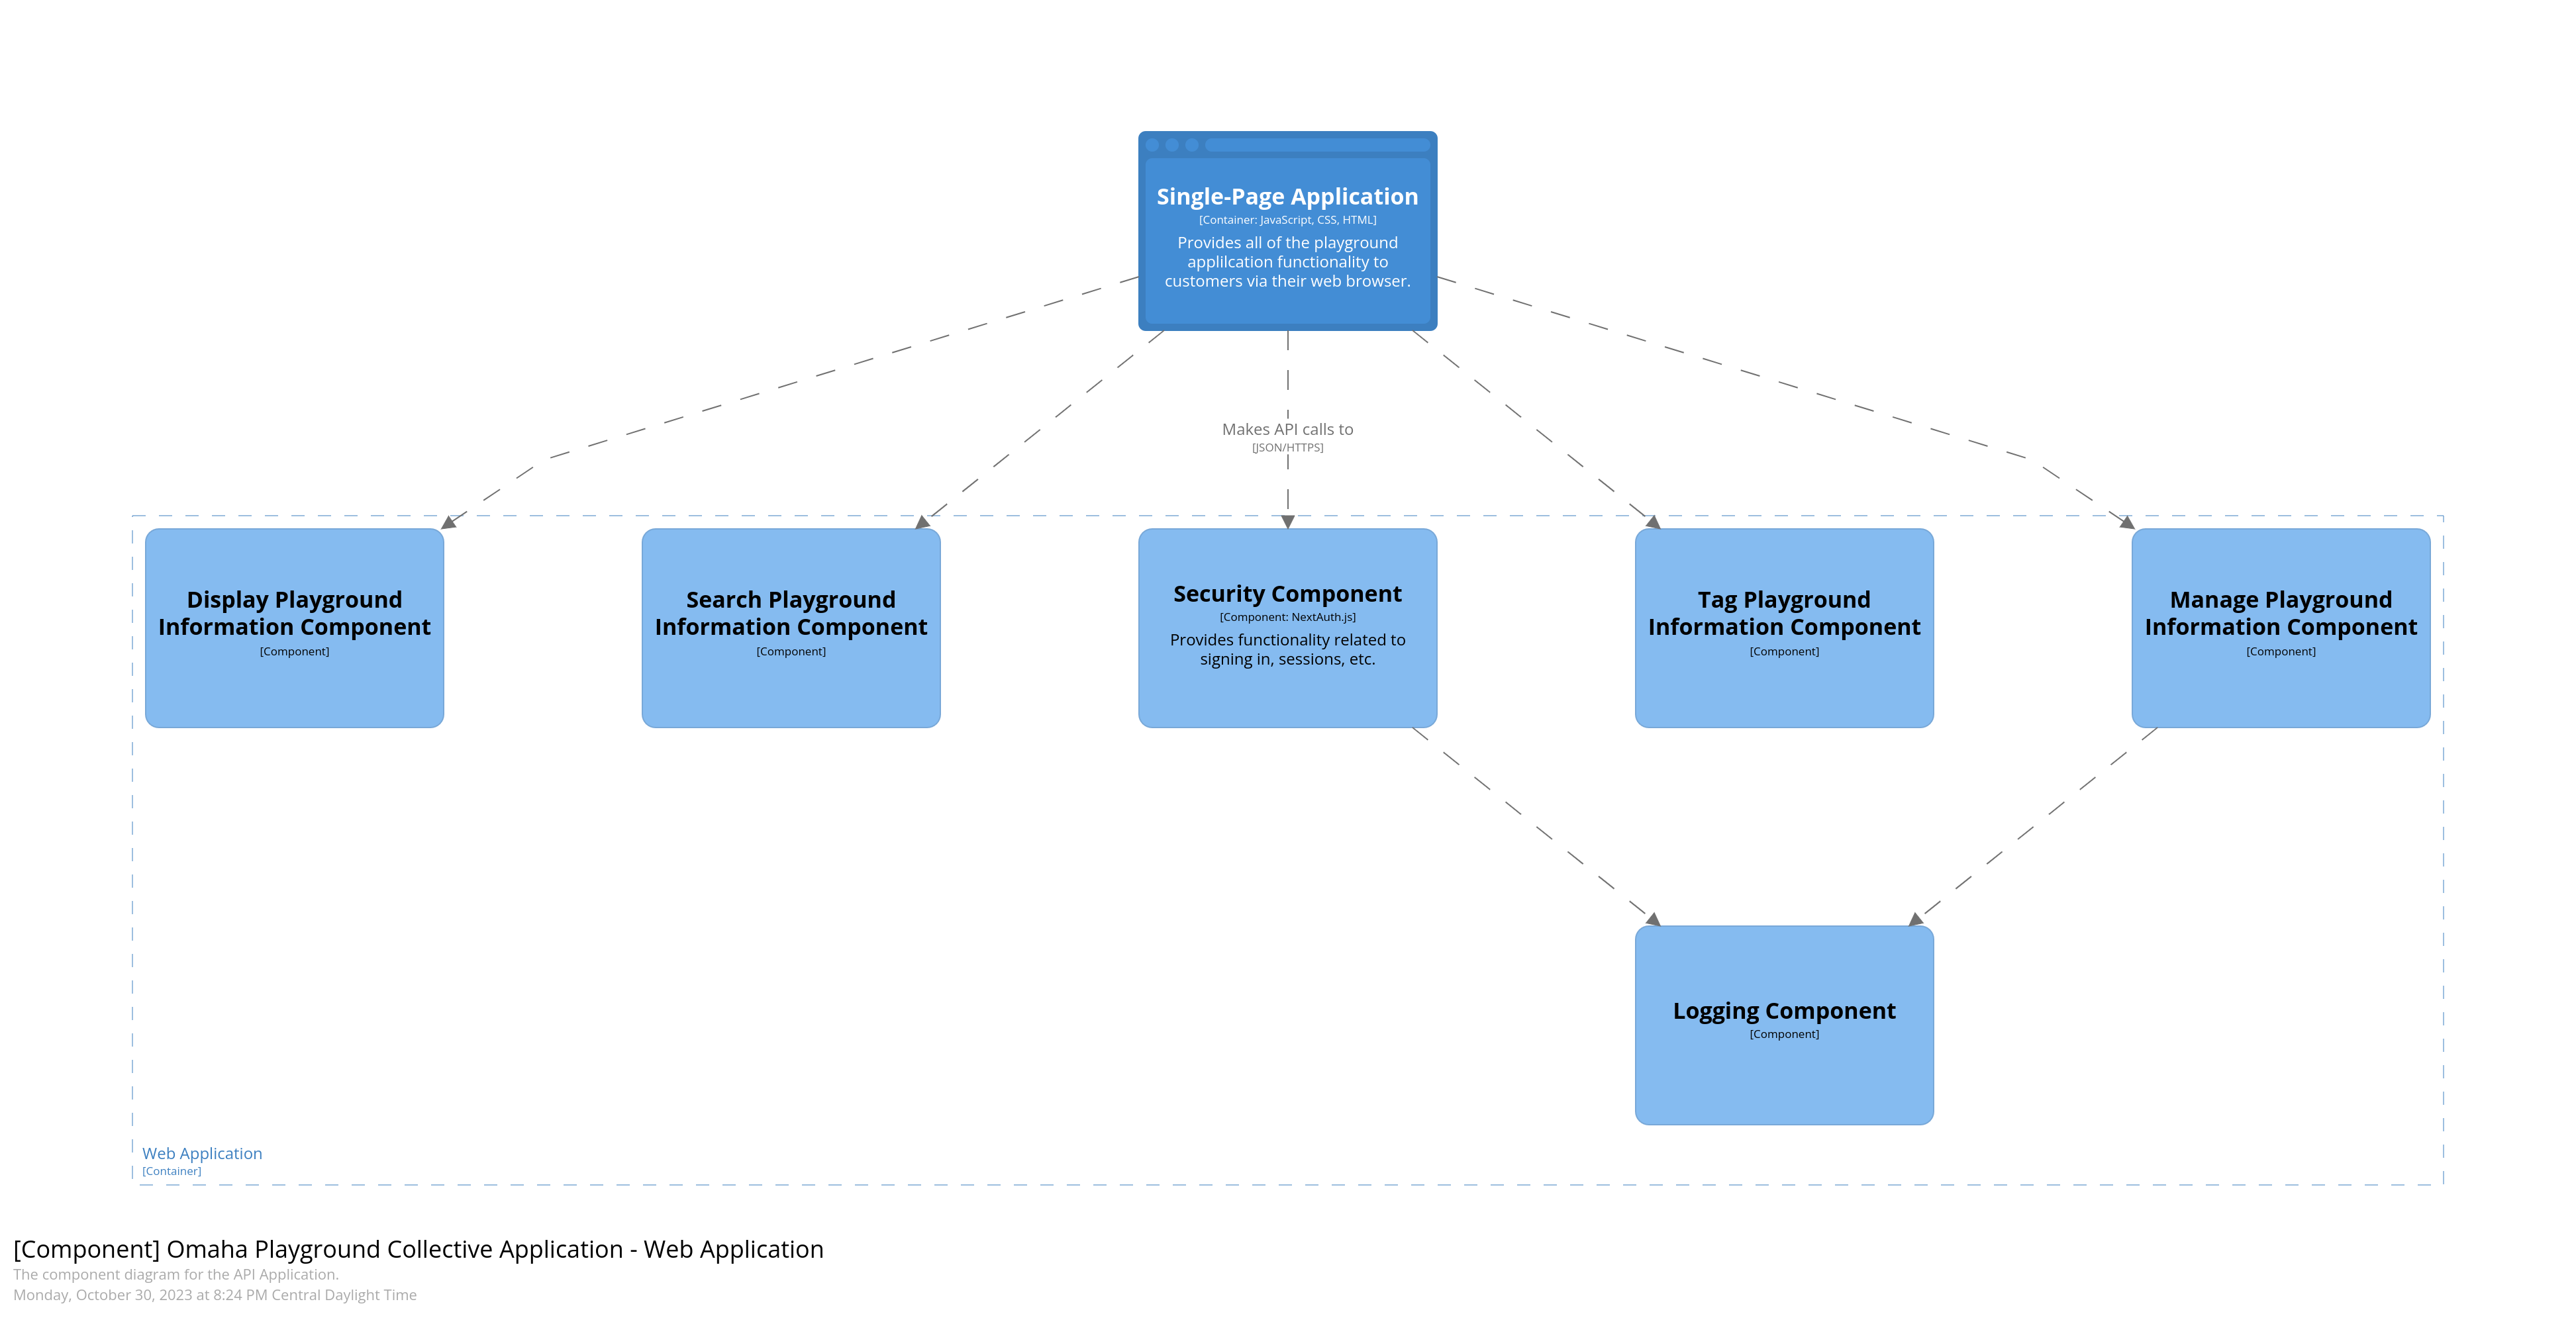 Single-Page Application
[Container: JavaScript, CSS, HTML]
Provides all of the playground
applilcation functionality to
customers via their web browser.
Makes API calls to
[JSON/HTTPS]
Display Playground
Information Component
[Component]
Search Playground
Information Component
[Component]
Security Component
[Component: NextAuth.js]
Provides functionality related to
signing in, sessions, etc.
Tag Playground
Information Component
[Component]
Manage Playground
Information Component
[Component]
Logging Component
[Component]
Web Application
[Container]
[Component] Omaha Playground Collective Application - Web Application
The component diagram for the API Application.
Monday, October 30, 2023 at 8:24 PM Central Daylight Time